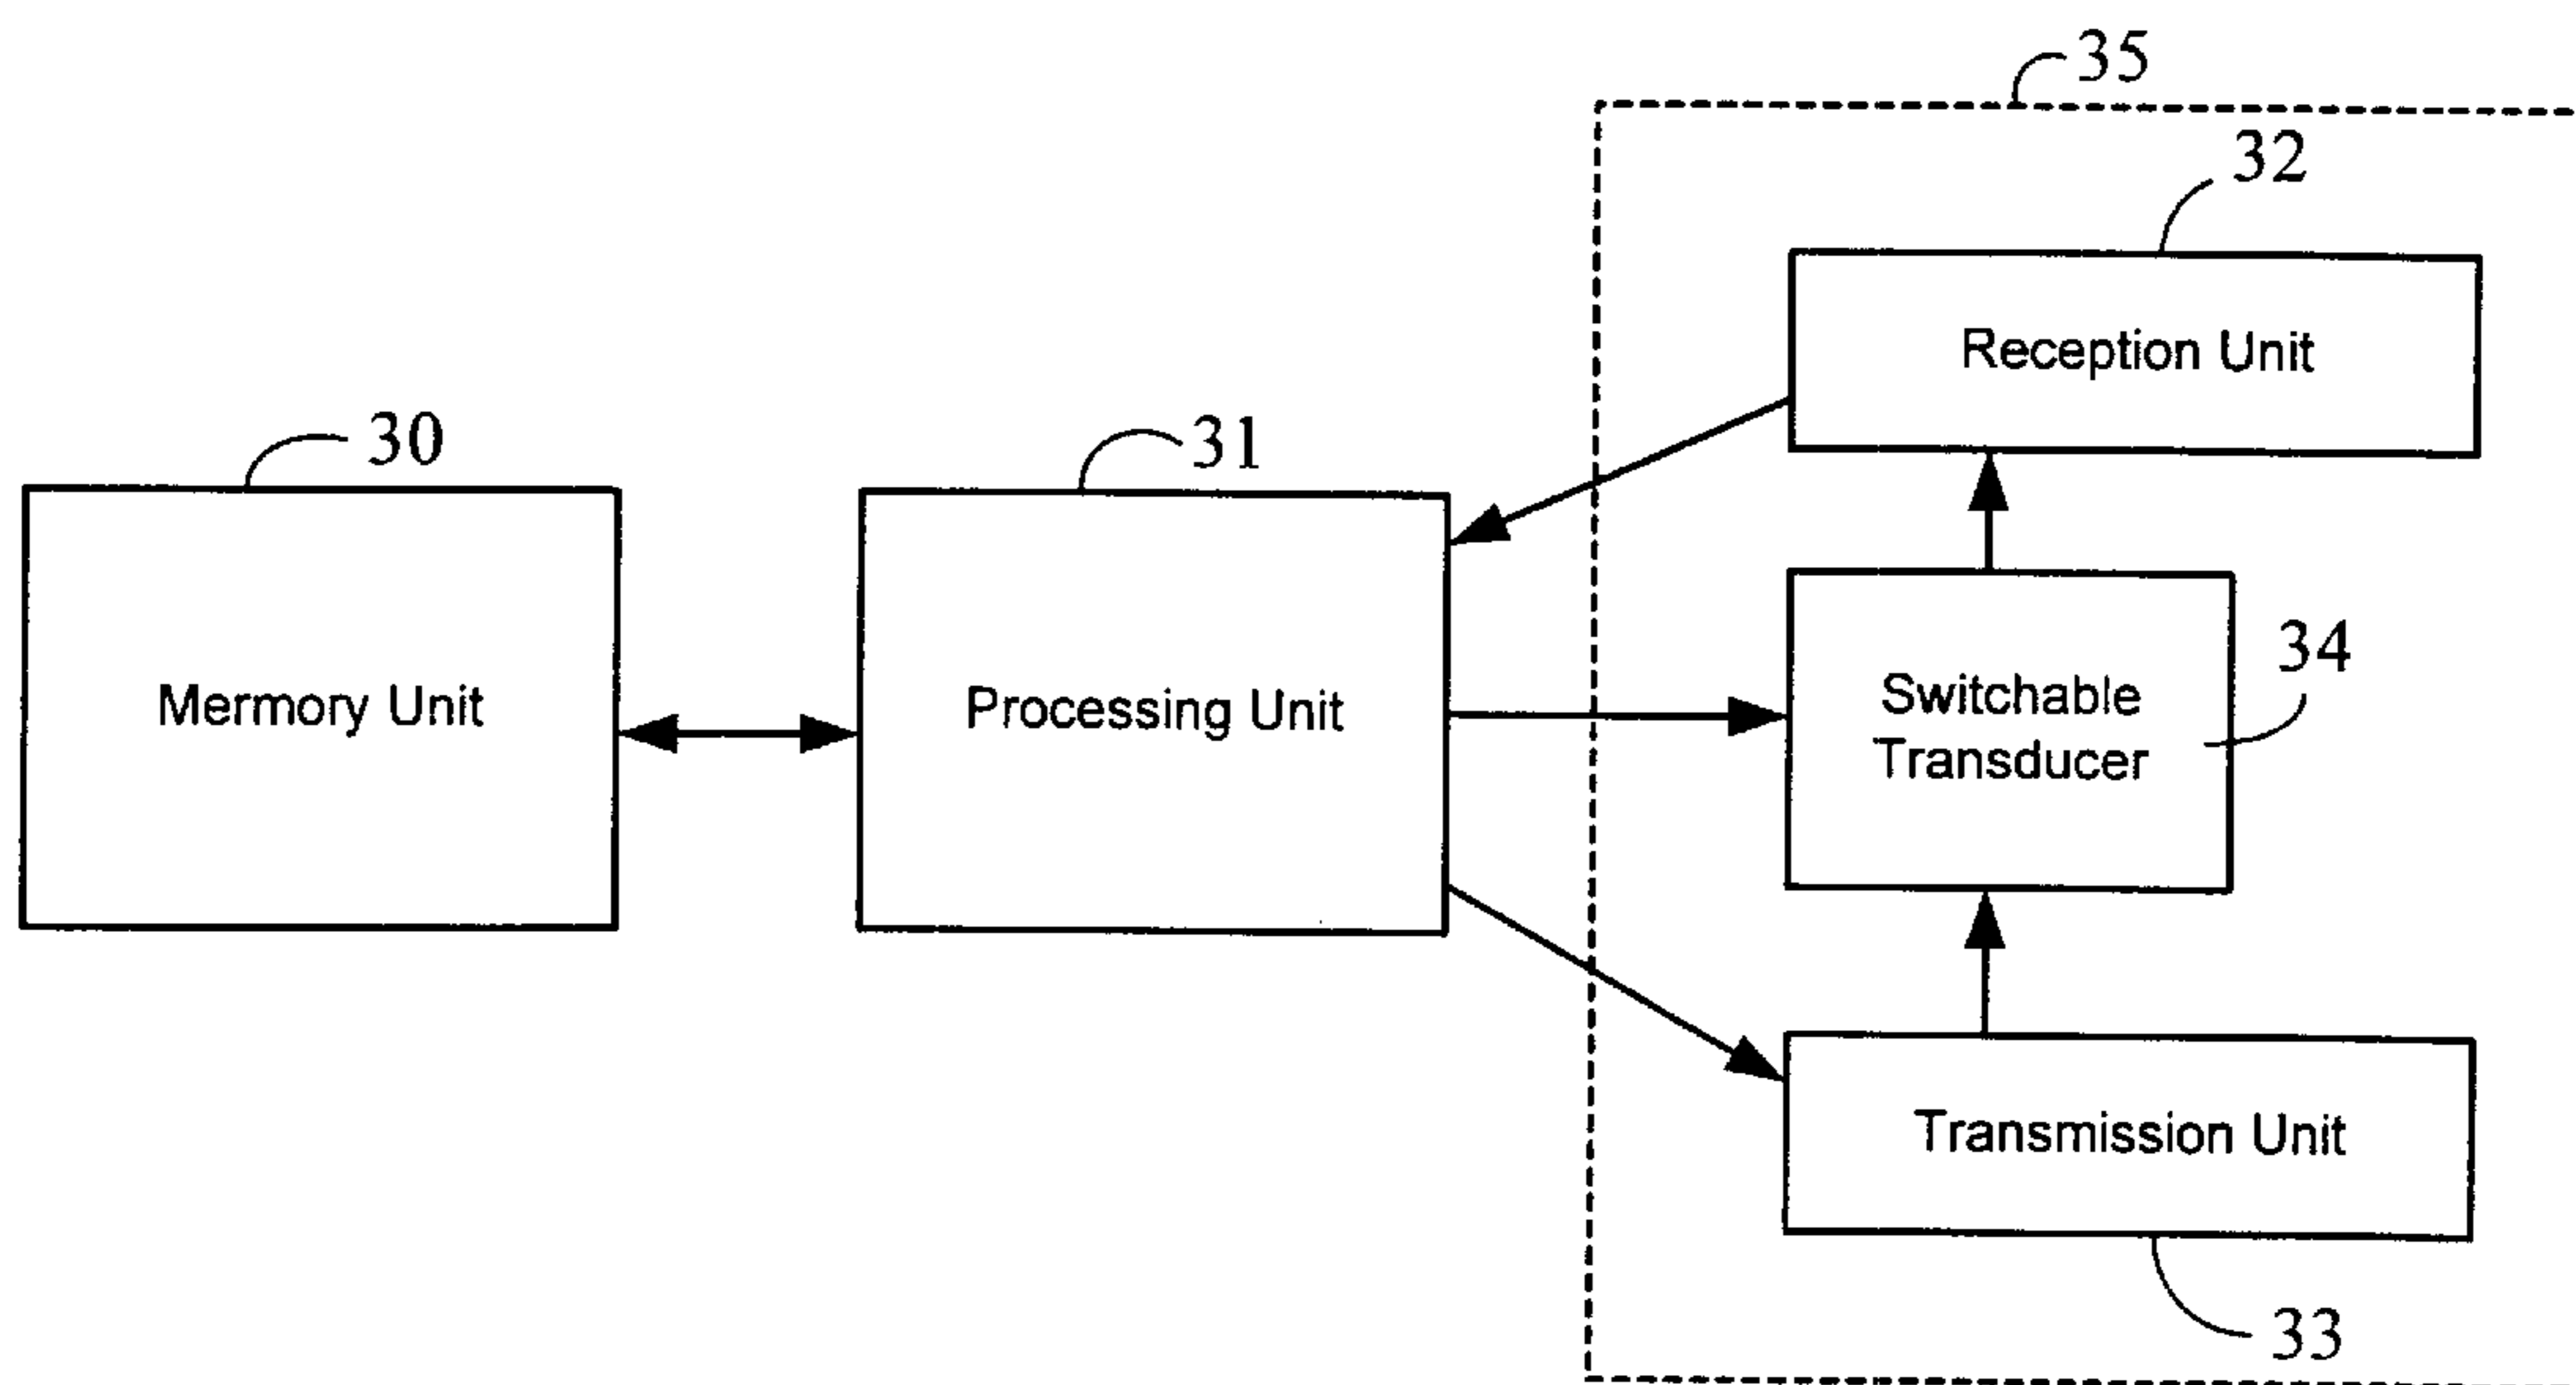 35
32
Reception Unit
30
31
Mermory Unit
Processing Unit
34
Switchable
Transducer
Transmission Unit
33